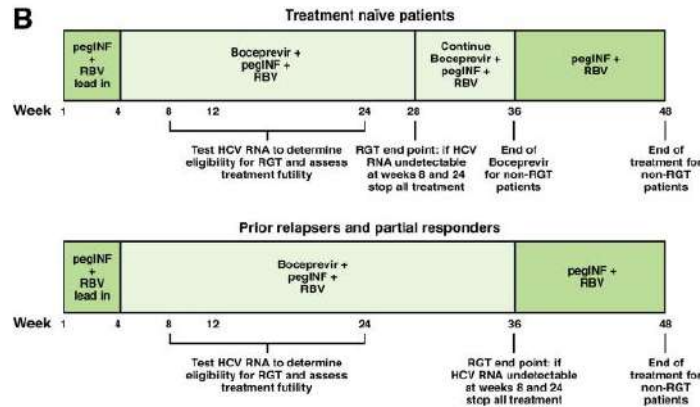 B
Treatment naïve patients
pegINF
+
RBV
lead in
Boceprevir +
pegINF +
RBV
Continue
Boceprevir +
pegINF +
RBV
pegINF +
RBV
Week 1 4 8 12 24 28 36 48
Test HCV RNA to determine
eligibility for RGT and assess
treatment futility
RGT end point: if HCV
RNA undetectable
at weeks 8 and 24
stop all treatment
End of
Boceprevir
for non-RGT
patients
End of
treatment for
non-RGT
patients
Prior relapsers and partial responders
pegINF
+
RBV
lead in
Boceprevir +
pegINF +
RBV
pegINF +
RBV
Week 1 4 8 12 24 36 48
Test HCV RNA to determine
eligibility for RGT and assess
treatment futility
RGT end point: if
HCV RNA undetectable
at weeks 8 and 24
stop all treatment
End of
treatment for
non-RGT
patients